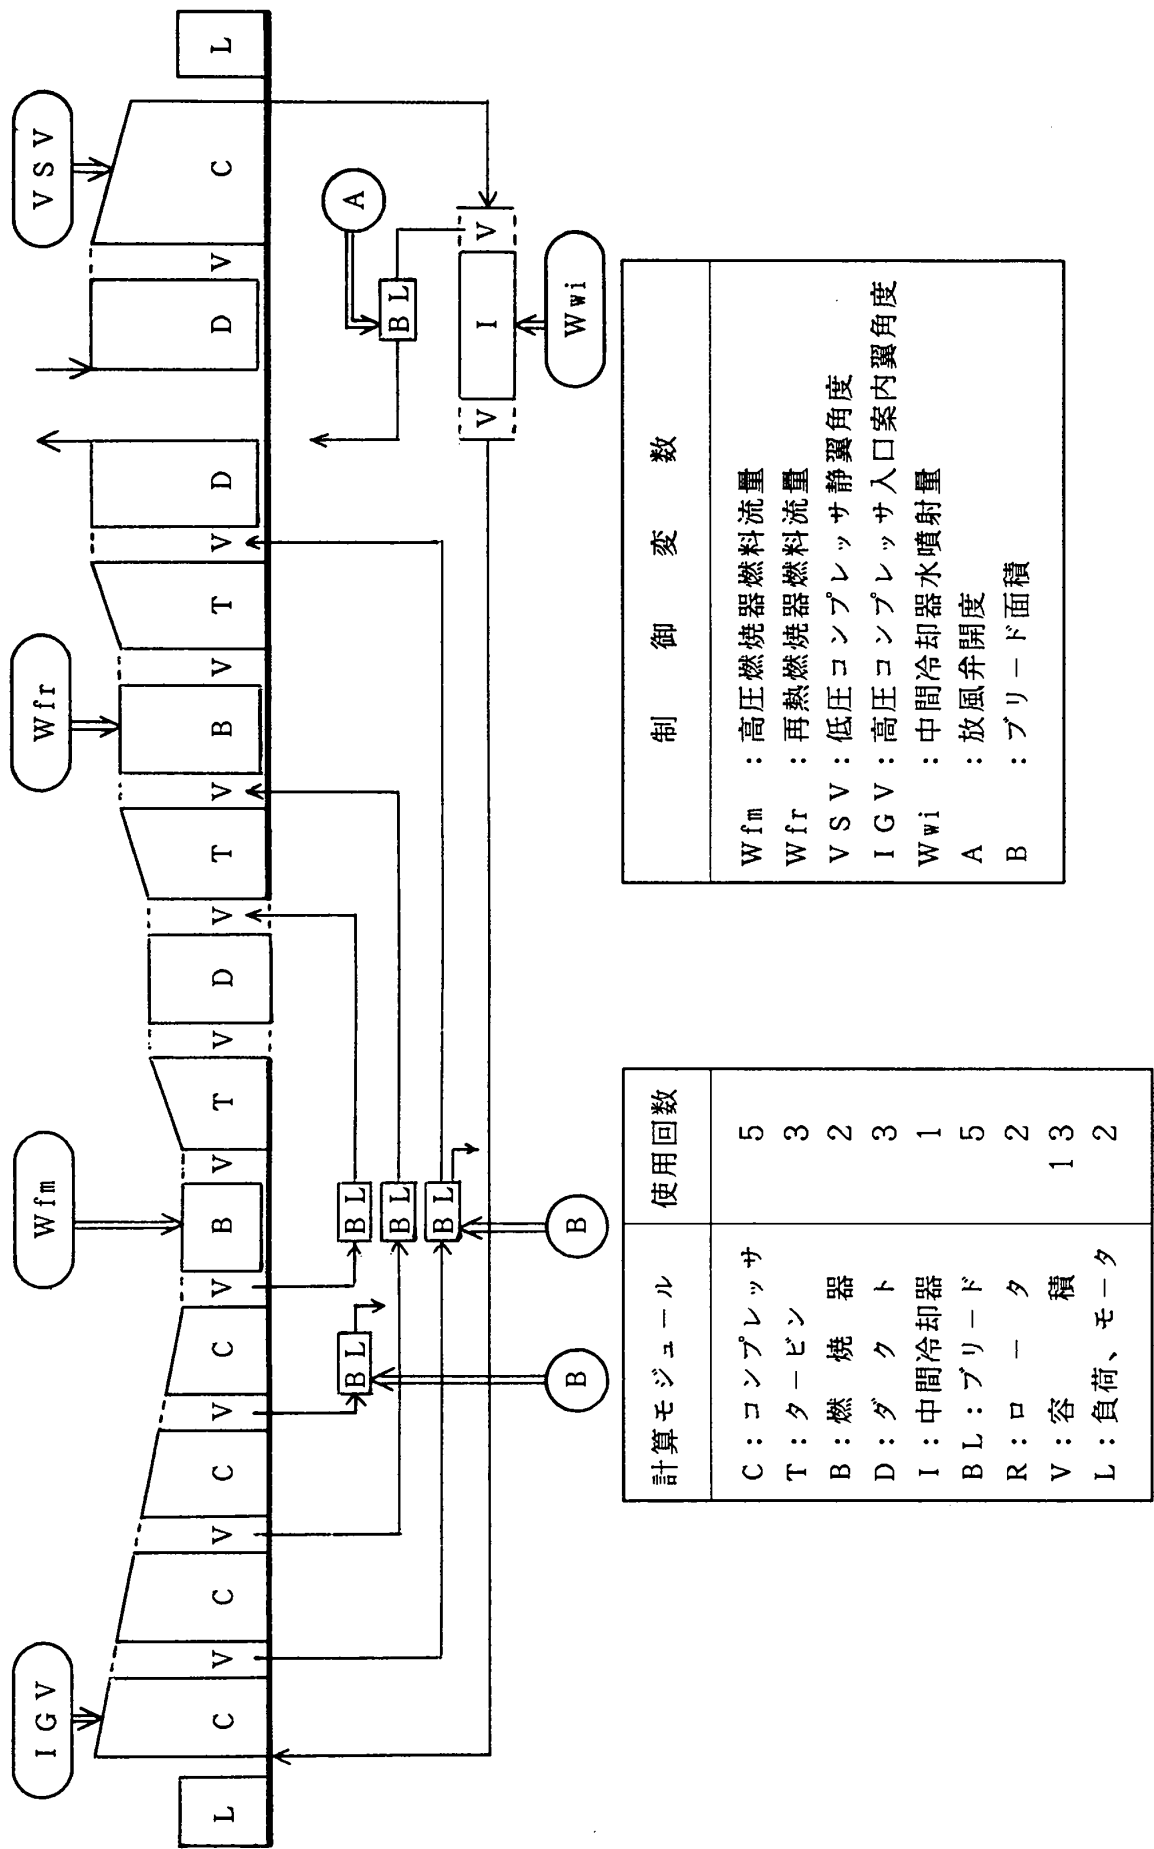 IGV
Wfm
Wfr
VSV
L C V C V C V C V B V T V D V T V B V T V D D V C L
BL
BL
A
BL
BL
BL
V I V
B
B
Wwi
計算モジュール 使用回数
C:コンプレッサ 5
T:タービン 3
B:燃焼器 2
D:ダクト 3
I:中間冷却器 1
BL:ブリード 5
R:ロータ 2
V:容積 13
L:負荷、モータ 2
制御変数
Wfm :高圧燃焼器燃料流量
Wfr :再熱燃焼器燃料流量
VSV:低圧コンプレッサ静翼角度
IGV:高圧コンプレッサ入口案内翼角度
Wwi :中間冷却器水噴射量
A :放風弁開度
B :ブリード面積